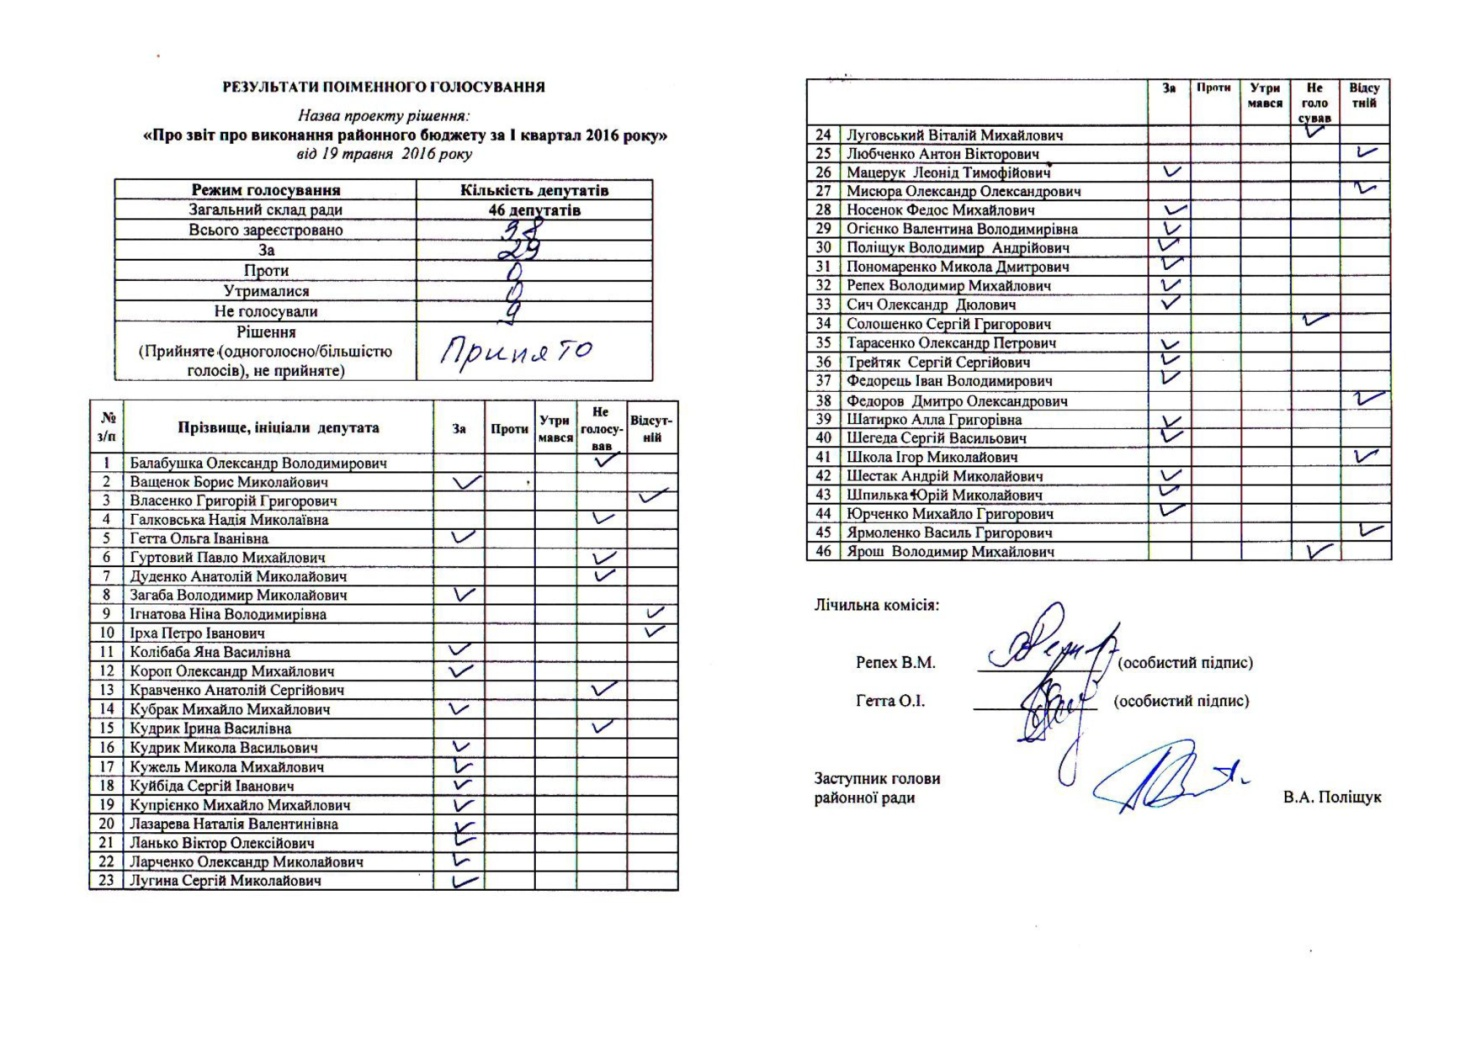 РЕЗУЛЬТАТИ ПОІМЕННОГО ГОЛОСУВАННЯ
Назва проекту рішення:
«Про звіт про виконання районного бюджету за І квартал 2016 року»
від 19 травня 2016 року
Режим голосування Кількість депутатів
Загальний склад ради 46 депутатів
Всього зареєстровано 38
За 29
Проти 0
Утрималися 0
Не голосували 9
Рішення
(Прийняте (одноголосно/більшістю
голосів), не прийняте) Принято
№ з/п Прізвище, ініціали депутата За Проти Утри мався Не голосу- вав Відсут- ній
1 Балабушка Олександр Володимирович ✓
2 Ващенок Борис Миколайович ✓
3 Власенко Григорій Григорович ✓
4 Галковська Надія Миколаївна ✓
5 Гетта Ольга Іванівна ✓
6 Гуртовий Павло Михайлович ✓
7 Дуденко Анатолій Миколайович ✓
8 Загаба Володимир Миколайович ✓
9 Ігнатова Ніна Володимирівна ✓
10 Ірха Петро Іванович ✓
11 Колібаба Яна Василівна ✓
12 Короп Олександр Михайлович ✓
13 Кравченко Анатолій Сергійович ✓
14 Кубрак Михайло Михайлович ✓
15 Кудрик Ірина Василівна ✓
16 Кудрик Микола Васильович ✓
17 Кужель Микола Михайлович ✓
18 Куйбіда Сергій Іванович ✓
19 Купрієнко Михайло Михайлович ✓
20 Лазарева Наталія Валентинівна ✓
21 Ланько Віктор Олексійович ✓
22 Ларченко Олександр Миколайович ✓
23 Лугина Сергій Миколайович ✓
За Проти Утри мався Не голо сував Відсу тній
24 Луговський Віталій Михайлович ✓
25 Любченко Антон Вікторович ✓
26 Мацерук Леонід Тимофійович ✓
27 Мисюра Олександр Олександрович ✓
28 Носенок Федос Михайлович ✓
29 Огієнко Валентина Володимирівна ✓
30 Поліщук Володимир Андрійович ✓
31 Пономаренко Микола Дмитрович ✓
32 Репех Володимир Михайлович ✓
33 Сич Олександр Дюлович ✓
34 Солошенко Сергій Григорович ✓
35 Тарасенко Олександр Петрович ✓
36 Трейтяк Сергій Сергійович ✓
37 Федорець Іван Володимирович ✓
38 Федоров Дмитро Олександрович ✓
39 Шатирко Алла Григорівна ✓
40 Шегеда Сергій Васильович ✓
41 Школа Ігор Миколайович ✓
42 Шестак Андрій Миколайович ✓
43 Шпилька Юрій Миколайович ✓
44 Юрченко Михайло Григорович ✓
45 Ярмоленко Василь Григорович ✓
46 Ярош Володимир Михайлович ✓
Лічильна комісія:
Репех В.М. (особистий підпис)
Гетта О.І. (особистий підпис)
Заступник голови
районної ради В.А. Поліщук